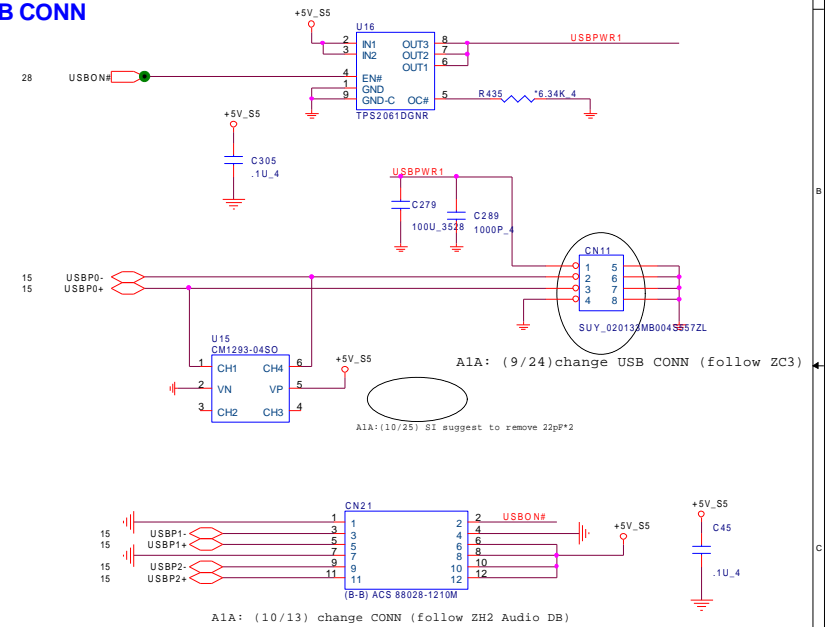 B CONN
+5V_S5
U16
2 IN1 OUT3 8 USBPWR1
3 IN2 OUT2 7
OUT1 6
28 USBON# 4 EN#
1 GND
9 GND-C OC# 5 R435 *6.34K_4
TPS2061DGNR
+5V_S5
C305
.1U_4
B
USBPWR1
C279
100U_3528
C289
1000P_4
CN11
1 5
2 6
3 7
4 8
SUY_020133MB004S557ZL
15 USBP0-
15 USBP0+
A1A: (9/24)change USB CONN (follow ZC3)
U15
CM1293-04SO
+5V_S5
1 CH1 CH4 6
2 VN VP 5
3 CH2 CH3 4
A1A:(10/25) SI suggest to remove 22pF*2
CN21
1 1 2 2 USBON#
15 USBP1- 3 3 4 4
15 USBP1+ 5 5 6 6
7 7 8 8
15 USBP2- 9 9 10 10
15 USBP2+ 11 11 12 12
(B-B) ACS 88028-1210M
+5V_S5
+5V_S5
C45
.1U_4
C
A1A: (10/13) change CONN (follow ZH2 Audio DB)